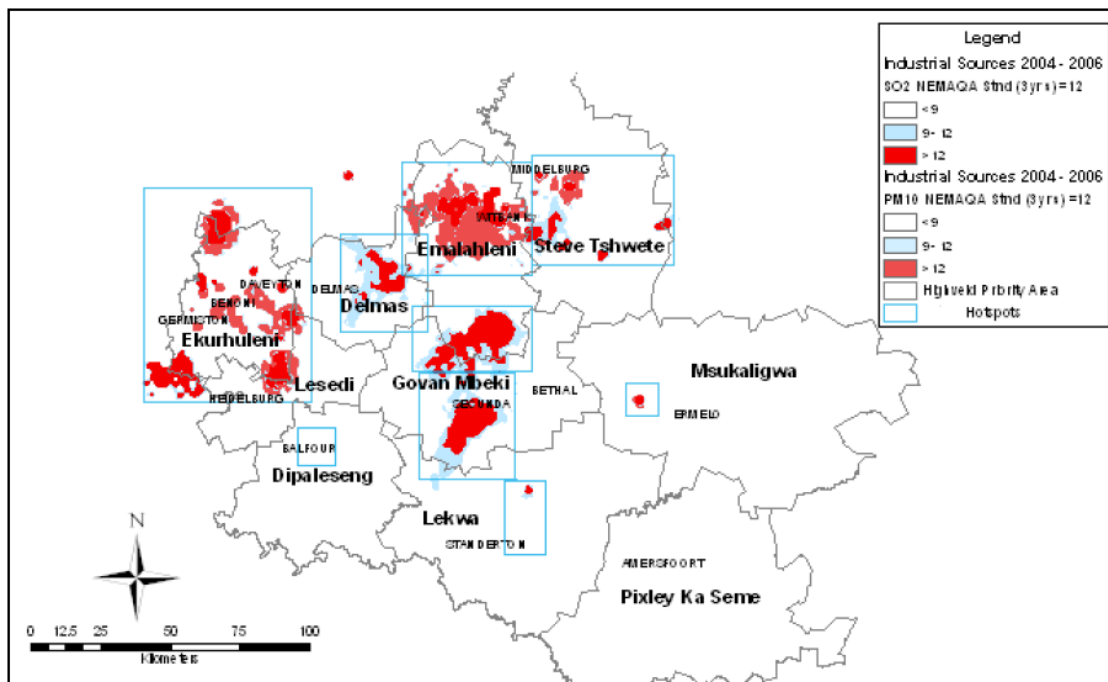 Legend
Industrial Sources 2004 - 2006
SO2 NEMAQA Stnd (3yrs) =12
<9
9- 12
> 12
Industrial Sources 2004 - 2006
PM10 NEMAQA Stnd (3yrs) =12
<9
9- 12
> 12
Highveld Priority Area
Hotspots
MIDDELBURG
WITBANK
Emalahleni
Steve Tshwete
DAVEYTON
DELMAS
BENONI
Delmas
GERMISTON
Ekurhuleni
Msukaligwa
Lesedi
Govan Mbeki
BETHAL
HEIDELBURG
SECUNDA
ERMELO
BALFOUR
Dipaleseng
Lekwa
N
STANDERTON
AMERSFOORT
Pixley Ka Seme
0 12.5 25 50 75 100
Kilometers